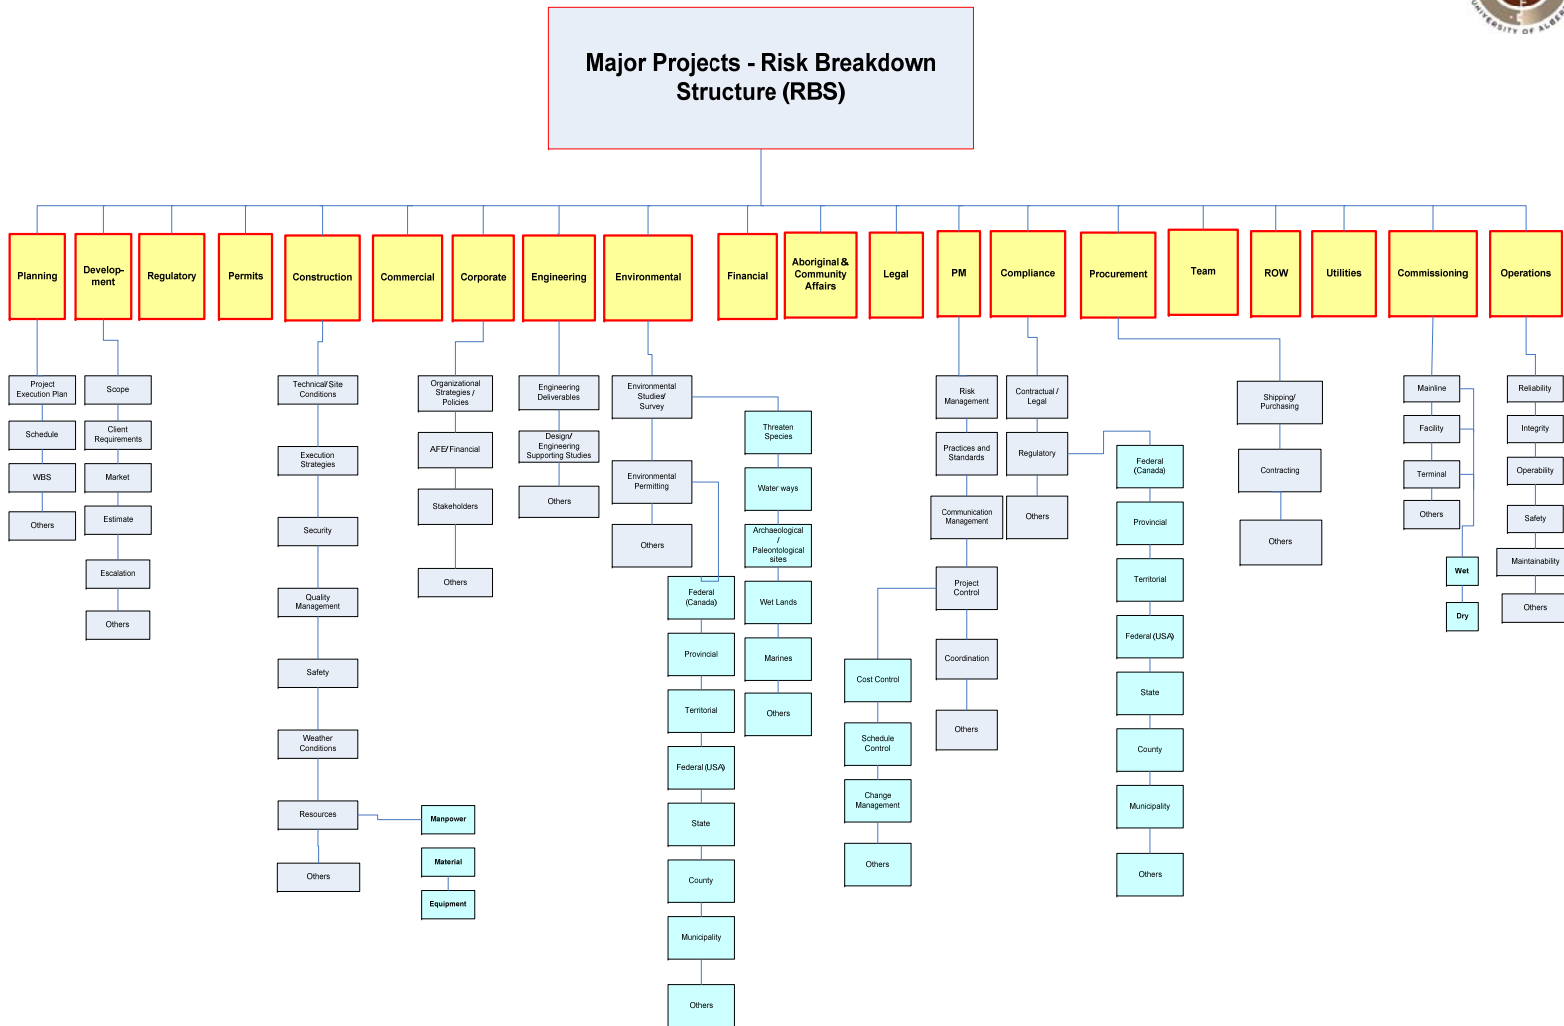 UNIVERSITY OF ALBER
Major Projects - Risk Breakdown
Structure (RBS)
Planning
Develop-
ment
Regulatory
Permits
Construction
Commercial
Corporate
Engineering
Environmental
Financial
Aboriginal &
Community
Affairs
Legal
PM
Compliance
Procurement
Team
ROW
Utilities
Commissioning
Operations
Project
Execution Plan
Schedule
WBS
Others
Scope
Client
Requirements
Market
Estimate
Escalation
Others
Technical/Site
Conditions
Execution
Strategies
Security
Quality
Management
Safety
Weather
Conditions
Resources
Others
Manpower
Material
Equipment
Organizational
Strategies /
Policies
AFE/Financial
Stakeholders
Others
Engineering
Deliverables
Design/
Engineering
Supporting Studies
Others
Environmental
Studies/
Survey
Environmental
Permitting
Others
Federal
(Canada)
Provincial
Territorial
Federal (USA)
State
County
Municipality
Others
Threaten
Species
Water ways
Archaeological
/
Paleontological
sites
Wet Lands
Marines
Others
Risk
Management
Practices and
Standards
Communication
Management
Project
Control
Coordination
Others
Cost Control
Schedule
Control
Change
Management
Others
Contractual /
Legal
Regulatory
Others
Federal
(Canada)
Provincial
Territorial
Federal (USA)
State
County
Municipality
Others
Shipping/
Purchasing
Contracting
Others
Mainline
Facility
Terminal
Others
Wet
Dry
Reliability
Integrity
Operability
Safety
Maintainability
Others